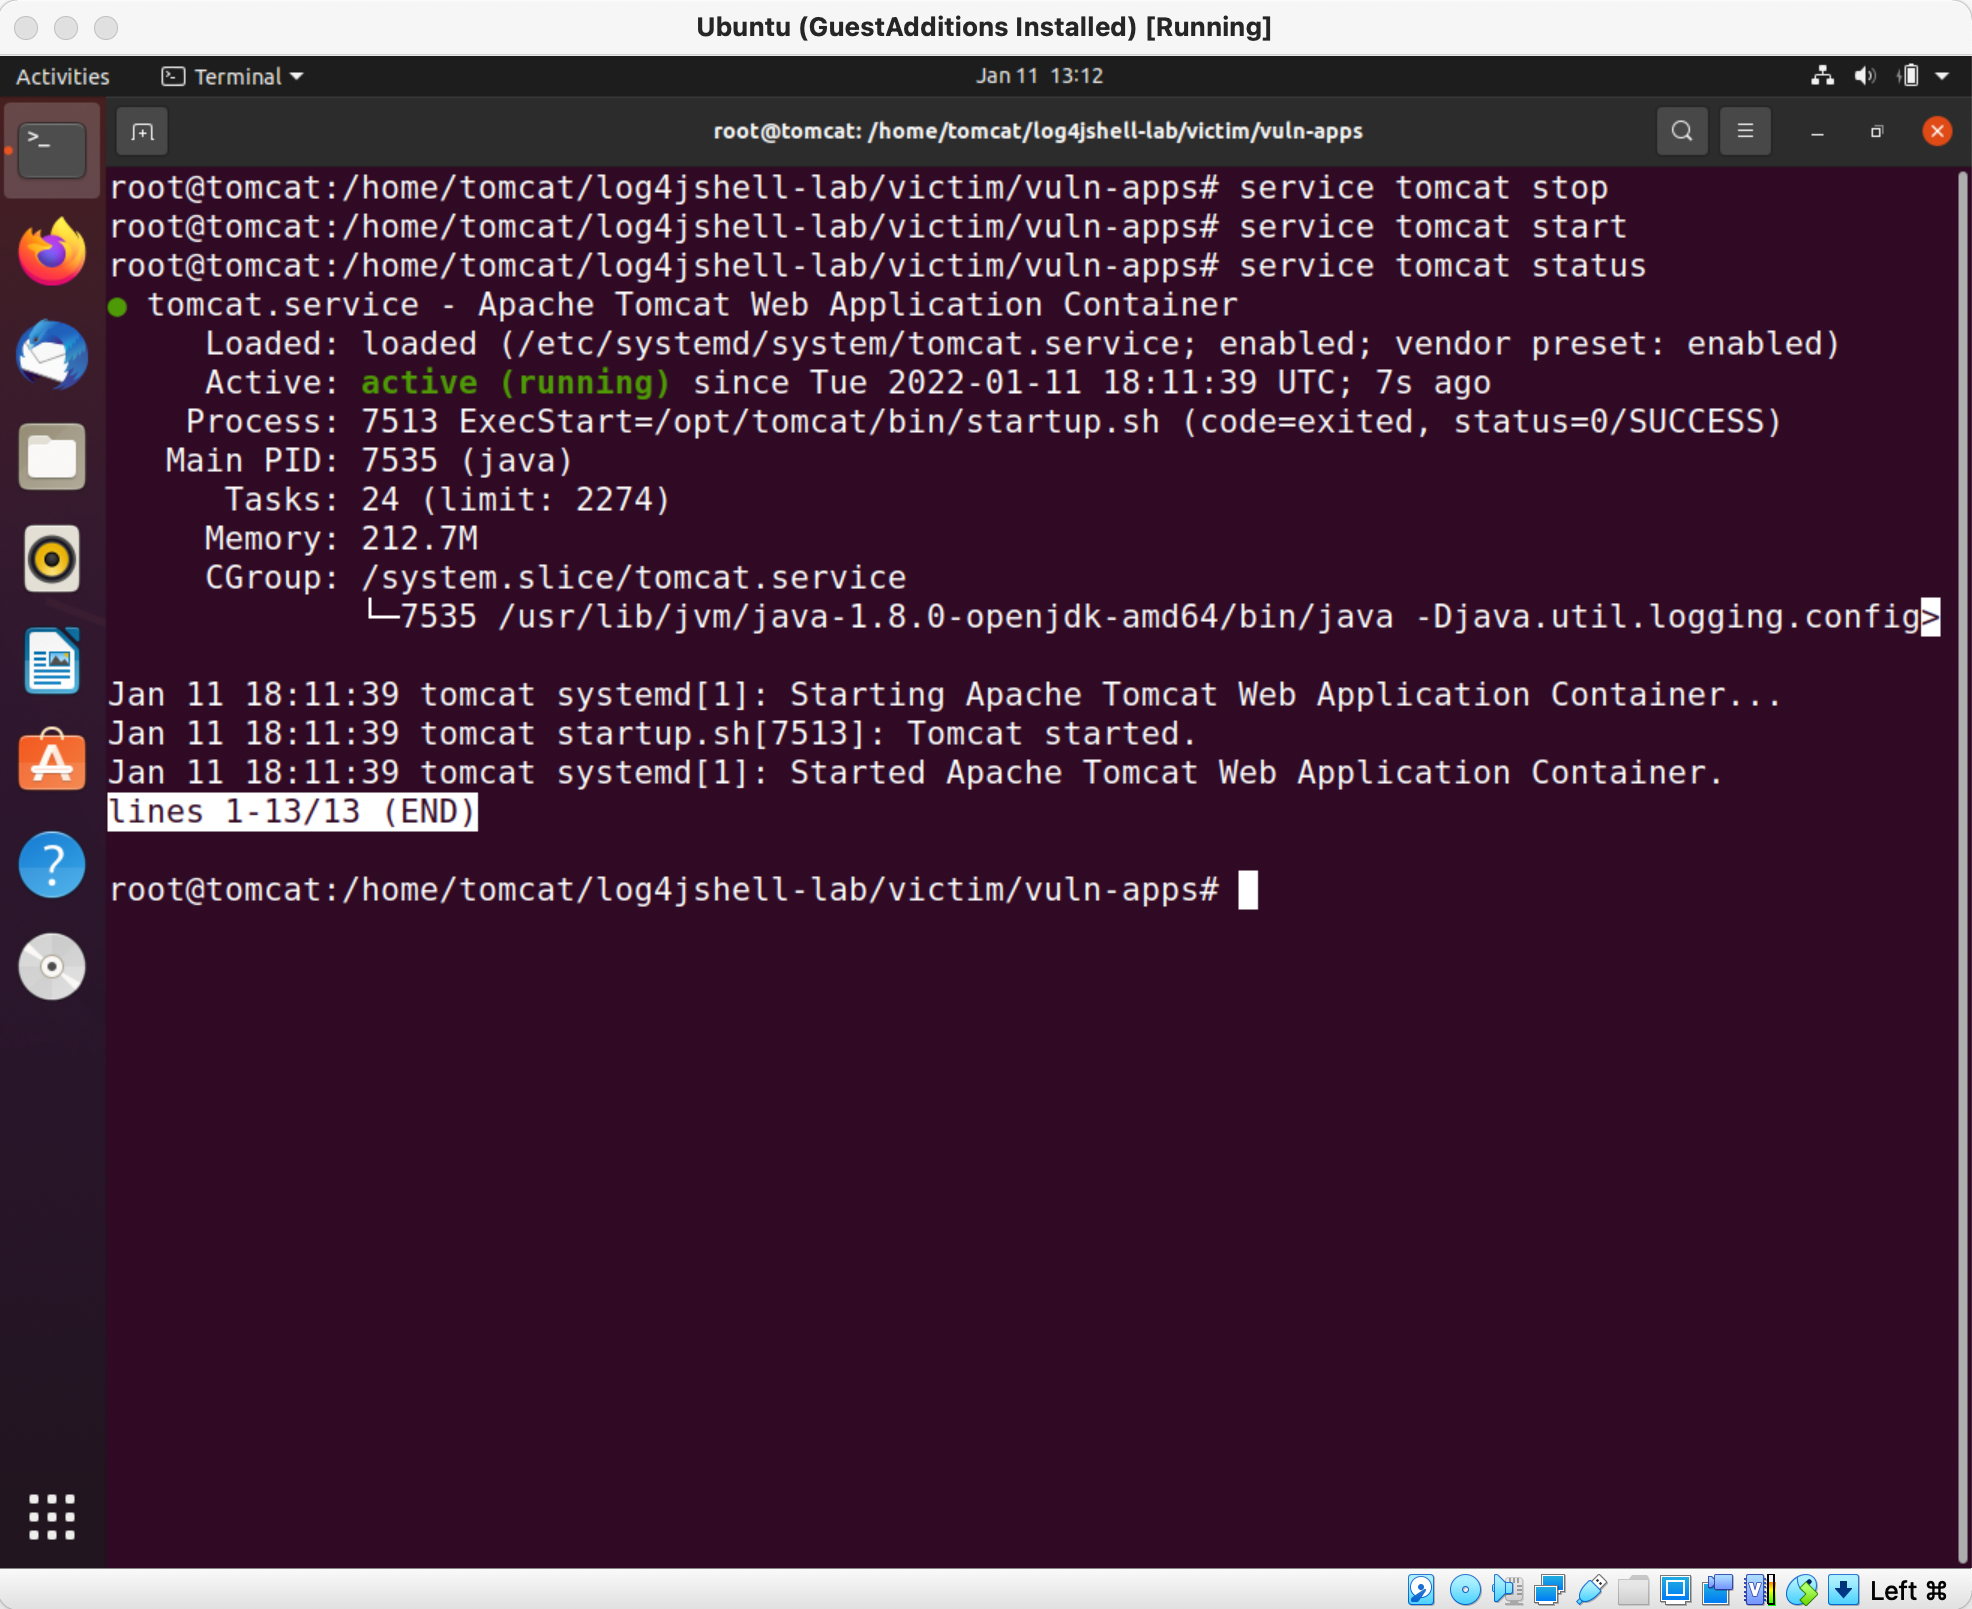 Ubuntu (GuestAdditions Installed) [Running]
Activities Terminal Jan 11 13:12
root@tomcat: /home/tomcat/log4jshell-lab/victim/vuln-apps
root@tomcat:/home/tomcat/log4jshell-lab/victim/vuln-apps# service tomcat stop
root@tomcat:/home/tomcat/log4jshell-lab/victim/vuln-apps# service tomcat start
root@tomcat:/home/tomcat/log4jshell-lab/victim/vuln-apps# service tomcat status
● tomcat.service - Apache Tomcat Web Application Container
Loaded: loaded (/etc/systemd/system/tomcat.service; enabled; vendor preset: enabled)
Active: active (running) since Tue 2022-01-11 18:11:39 UTC; 7s ago
Process: 7513 ExecStart=/opt/tomcat/bin/startup.sh (code=exited, status=0/SUCCESS)
Main PID: 7535 (java)
Tasks: 24 (limit: 2274)
Memory: 212.7M
CGroup: /system.slice/tomcat.service
└─7535 /usr/lib/jvm/java-1.8.0-openjdk-amd64/bin/java -Djava.util.logging.config>
Jan 11 18:11:39 tomcat systemd[1]: Starting Apache Tomcat Web Application Container...
Jan 11 18:11:39 tomcat startup.sh[7513]: Tomcat started.
Jan 11 18:11:39 tomcat systemd[1]: Started Apache Tomcat Web Application Container.
lines 1-13/13 (END)
root@tomcat:/home/tomcat/log4jshell-lab/victim/vuln-apps#
Left ⌘